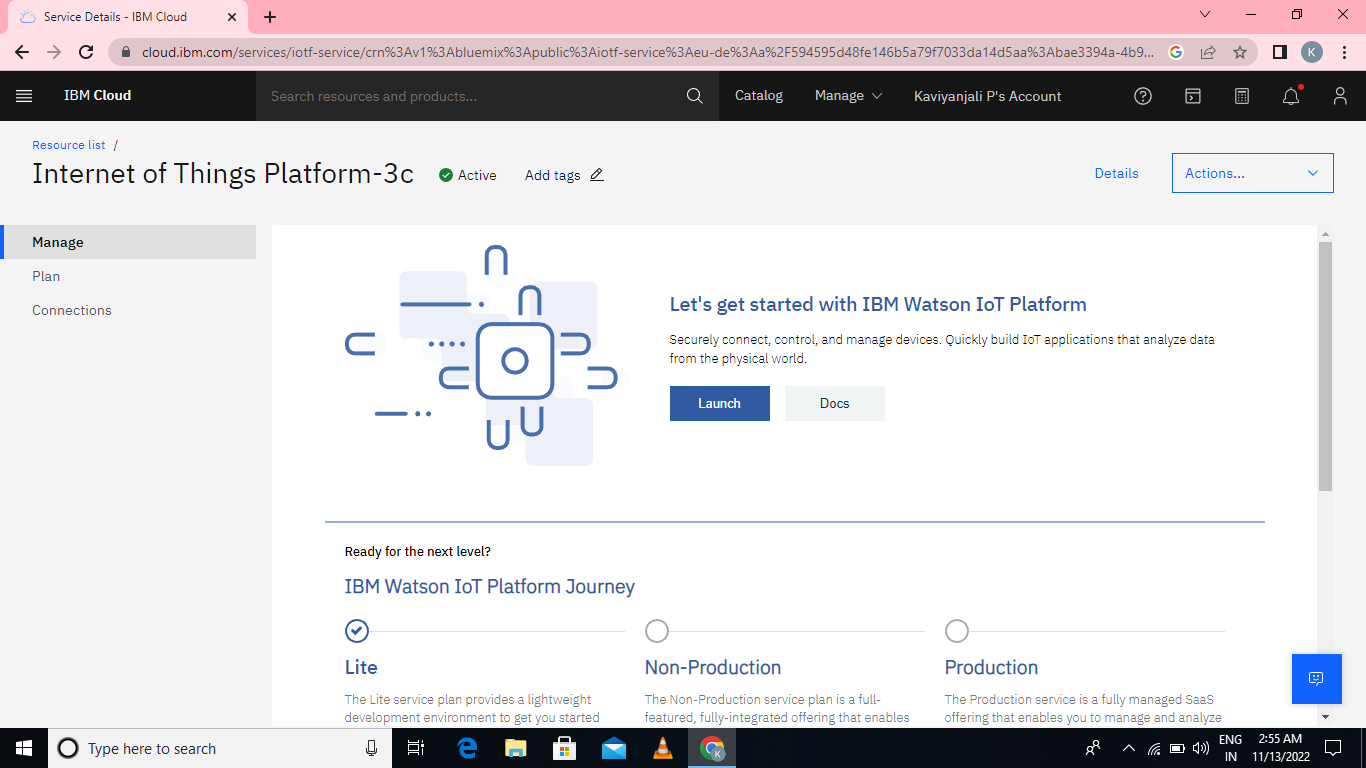 Service Details - IBM Cloud
cloud.ibm.com/services/iotf-service/crn%3Av1%3Abluemix%3Apublic%3Aiotf-service%3Aeu-de%3Aa%2F594595d48fe146b5a79f7033da14d5aa%3Abae3394a-4b9...
K
IBM Cloud
Search resources and products...
Catalog
Manage
Kaviyanjali P's Account
Resource list /
Internet of Things Platform-3c
Active
Add tags
Details
Actions...
Manage
Plan
Connections
Let's get started with IBM Watson IoT Platform
Securely connect, control, and manage devices. Quickly build IoT applications that analyze data
from the physical world.
Launch
Docs
Ready for the next level?
IBM Watson IoT Platform Journey
Lite
The Lite service plan provides a lightweight
development environment to get you started
Non-Production
The Non-Production service plan is a full-
featured, fully-integrated offering that enables
Production
The Production service is a fully managed SaaS
offering that enables you to manage and analyze
Type here to search
K
ENG
IN
2:55 AM
11/13/2022